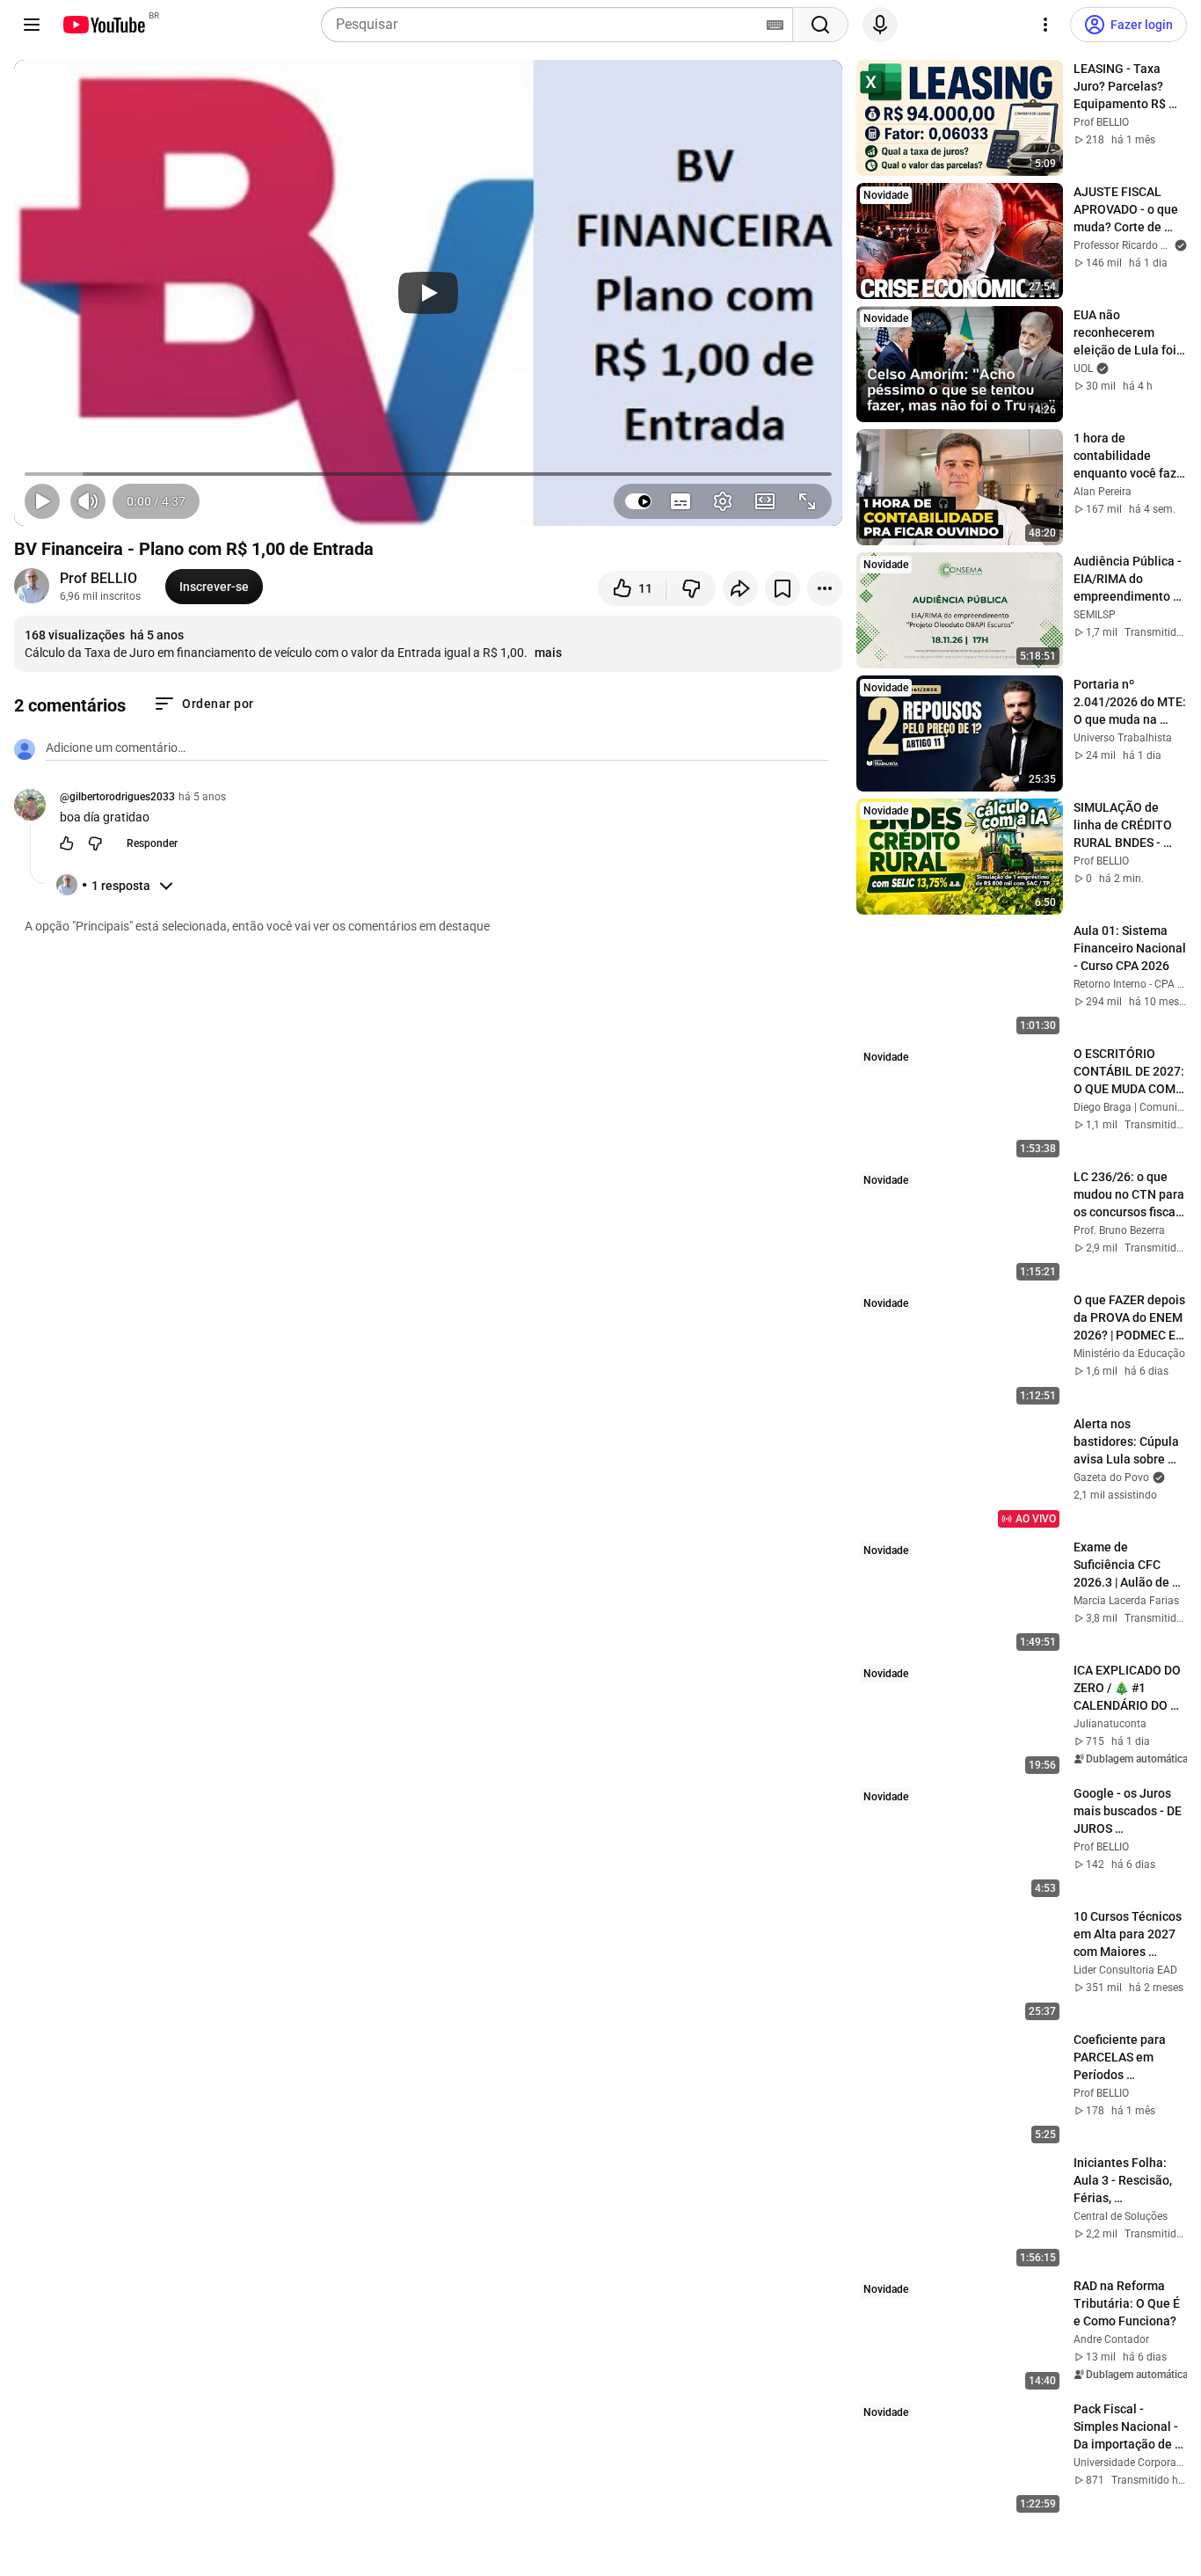 YouTube BR
Pesquisar
Fazer login
BV
FINANCEIRA
Plano com
R$ 1,00 de
Entrada
0:00 / 4:37
BV Financeira - Plano com R$ 1,00 de Entrada
Prof BELLIO
6,96 mil inscritos
Inscrever-se
11
168 visualizações há 5 anos
Cálculo da Taxa de Juro em financiamento de veículo com o valor da Entrada igual a R$ 1,00. mais
2 comentários
Ordenar por
Adicione um comentário...
@gilbertorodrigues2033 há 5 anos
boa día gratidao
Responder
• 1 resposta
A opção "Principais" está selecionada, então você vai ver os comentários em destaque
X LEASING
R$ 94.000,00
Fator: 0,06033
Qual a taxa de juros?
Qual o valor das parcelas?
5:09
LEASING - Taxa
Juro? Parcelas?
Equipamento R$ ...
Prof BELLIO
218 há 1 mês
Novidade
CRISE ECONÔMICA
27:54
AJUSTE FISCAL
APROVADO - o que
muda? Corte de ...
Professor Ricardo ...
146 mil há 1 dia
Novidade
Celso Amorim: "Acho
péssimo o que se tentou
fazer, mas não foi o Trump"
14:26
EUA não
reconhecerem
eleição de Lula foi...
UOL
30 mil há 4 h
1 HORA DE
CONTABILIDADE
PRA FICAR OUVINDO
48:20
1 hora de
contabilidade
enquanto você faz...
Alan Pereira
167 mil há 4 sem.
Novidade
CONSEMA
AUDIÊNCIA PÚBLICA
EIA/RIMA do empreendimento
"Projeto Oleoduto OBAPI Escuros"
18.11.26 | 17H
5:18:51
Audiência Pública -
EIA/RIMA do
empreendimento ...
SEMILSP
1,7 mil Transmitid...
Novidade
041/2026
2 REPOUSOS
PELO PREÇO DE 1?
ARTIGO 11
TRABALHISTA
25:35
Portaria nº
2.041/2026 do MTE:
O que muda na ...
Universo Trabalhista
24 mil há 1 dia
Novidade
BNDES
CRÉDITO
RURAL
com SELIC 13,75% a.a.
cálculo
com a iA
Simulação de 1 empréstimo
de R$ 800 mil com SAC / TP
6:50
SIMULAÇÃO de
linha de CRÉDITO
RURAL BNDES - ...
Prof BELLIO
0 há 2 min.
1:01:30
Aula 01: Sistema
Financeiro Nacional
- Curso CPA 2026
Retorno Interno - CPA ...
294 mil há 10 mes...
Novidade
1:53:38
O ESCRITÓRIO
CONTÁBIL DE 2027:
O QUE MUDA COM...
Diego Braga | Comuni...
1,1 mil Transmitid...
Novidade
1:15:21
LC 236/26: o que
mudou no CTN para
os concursos fisca...
Prof. Bruno Bezerra
2,9 mil Transmitid...
Novidade
1:12:51
O que FAZER depois
da PROVA do ENEM
2026? | PODMEC E...
Ministério da Educação
1,6 mil há 6 dias
AO VIVO
Alerta nos
bastidores: Cúpula
avisa Lula sobre ...
Gazeta do Povo
2,1 mil assistindo
Novidade
1:49:51
Exame de
Suficiência CFC
2026.3 | Aulão de ...
Marcia Lacerda Farias
3,8 mil Transmitid...
Novidade
19:56
ICA EXPLICADO DO
ZERO / 🎄 #1
CALENDÁRIO DO ...
Julianatuconta
715 há 1 dia
Dublagem automática
Novidade
4:53
Google - os Juros
mais buscados - DE
JUROS ...
Prof BELLIO
142 há 6 dias
25:37
10 Cursos Técnicos
em Alta para 2027
com Maiores ...
Lider Consultoria EAD
351 mil há 2 meses
5:25
Coeficiente para
PARCELAS em
Períodos ...
Prof BELLIO
178 há 1 mês
1:56:15
Iniciantes Folha:
Aula 3 - Rescisão,
Férias, ...
Central de Soluções
2,2 mil Transmitid...
Novidade
14:40
RAD na Reforma
Tributária: O Que É
e Como Funciona?
Andre Contador
13 mil há 6 dias
Dublagem automática
Novidade
1:22:59
Pack Fiscal -
Simples Nacional -
Da importação de ...
Universidade Corpora...
871 Transmitido h...